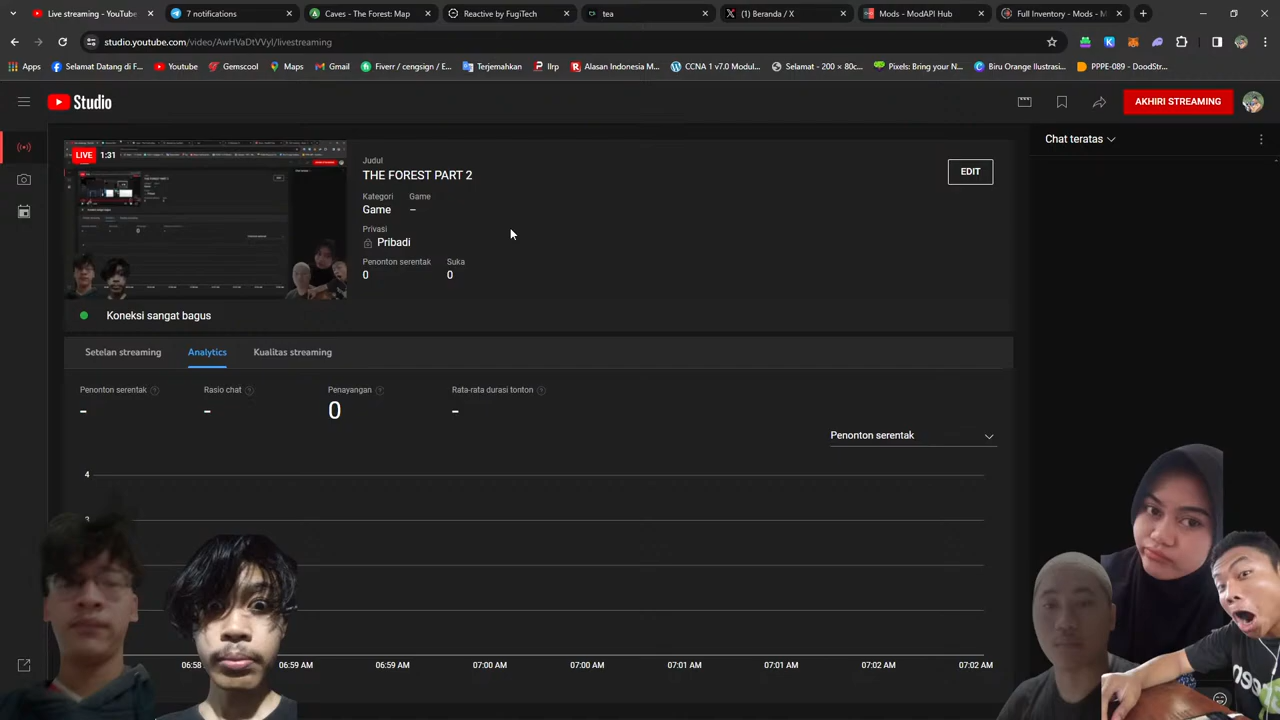 Live streaming - YouTube
7 notifications
Caves - The Forest: Map
Reactive by FugiTech
tea
(1) Beranda / X
Mods - ModAPI Hub
Full Inventory - Mods - M
studio.youtube.com/video/AwHVaDtVVyI/livestreaming
Apps
Selamat Datang di F...
Youtube
Gemscool
Maps
Gmail
Fiverr / cengsign / E...
Terjemahkan
llrp
Alasan Indonesia M...
CCNA 1 v7.0 Modul...
Selamat - 200 × 80c...
Pixels: Bring your N...
Biru Orange Ilustrasi...
PPPE-089 - DoodStr...
Studio
AKHIRI STREAMING
LIVE 1:31
Judul
THE FOREST PART 2
EDIT
Kategori Game
Game –
Privasi
Pribadi
Penonton serentak Suka
0 0
Koneksi sangat bagus
Chat teratas
Setelan streaming Analytics Kualitas streaming
Penonton serentak Rasio chat Penayangan Rata-rata durasi tonton
- - 0 -
Penonton serentak
4
3
06:58 06:59 AM 06:59 AM 07:00 AM 07:00 AM 07:01 AM 07:01 AM 07:02 AM 07:02 AM